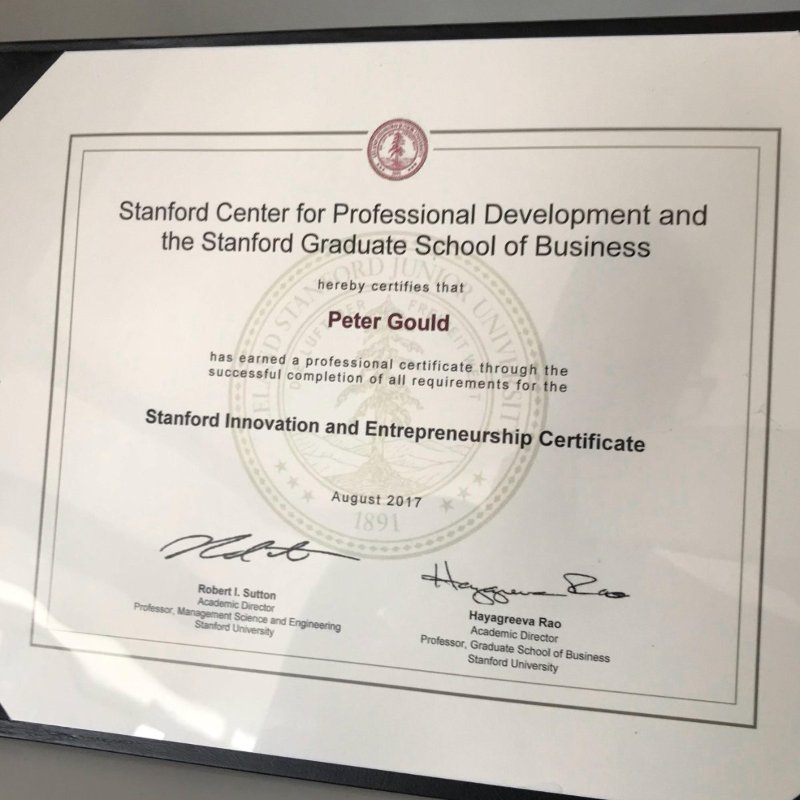 Stanford Center for Professional Development and
the Stanford Graduate School of Business
hereby certifies that
Peter Gould
has earned a professional certificate through the
successful completion of all requirements for the
Stanford Innovation and Entrepreneurship Certificate
August 2017
1891
Robert I. Sutton
Academic Director
Professor, Management Science and Engineering
Stanford University
Hayagreeva Rao
Hayagreeva Rao
Academic Director
Professor, Graduate School of Business
Stanford University